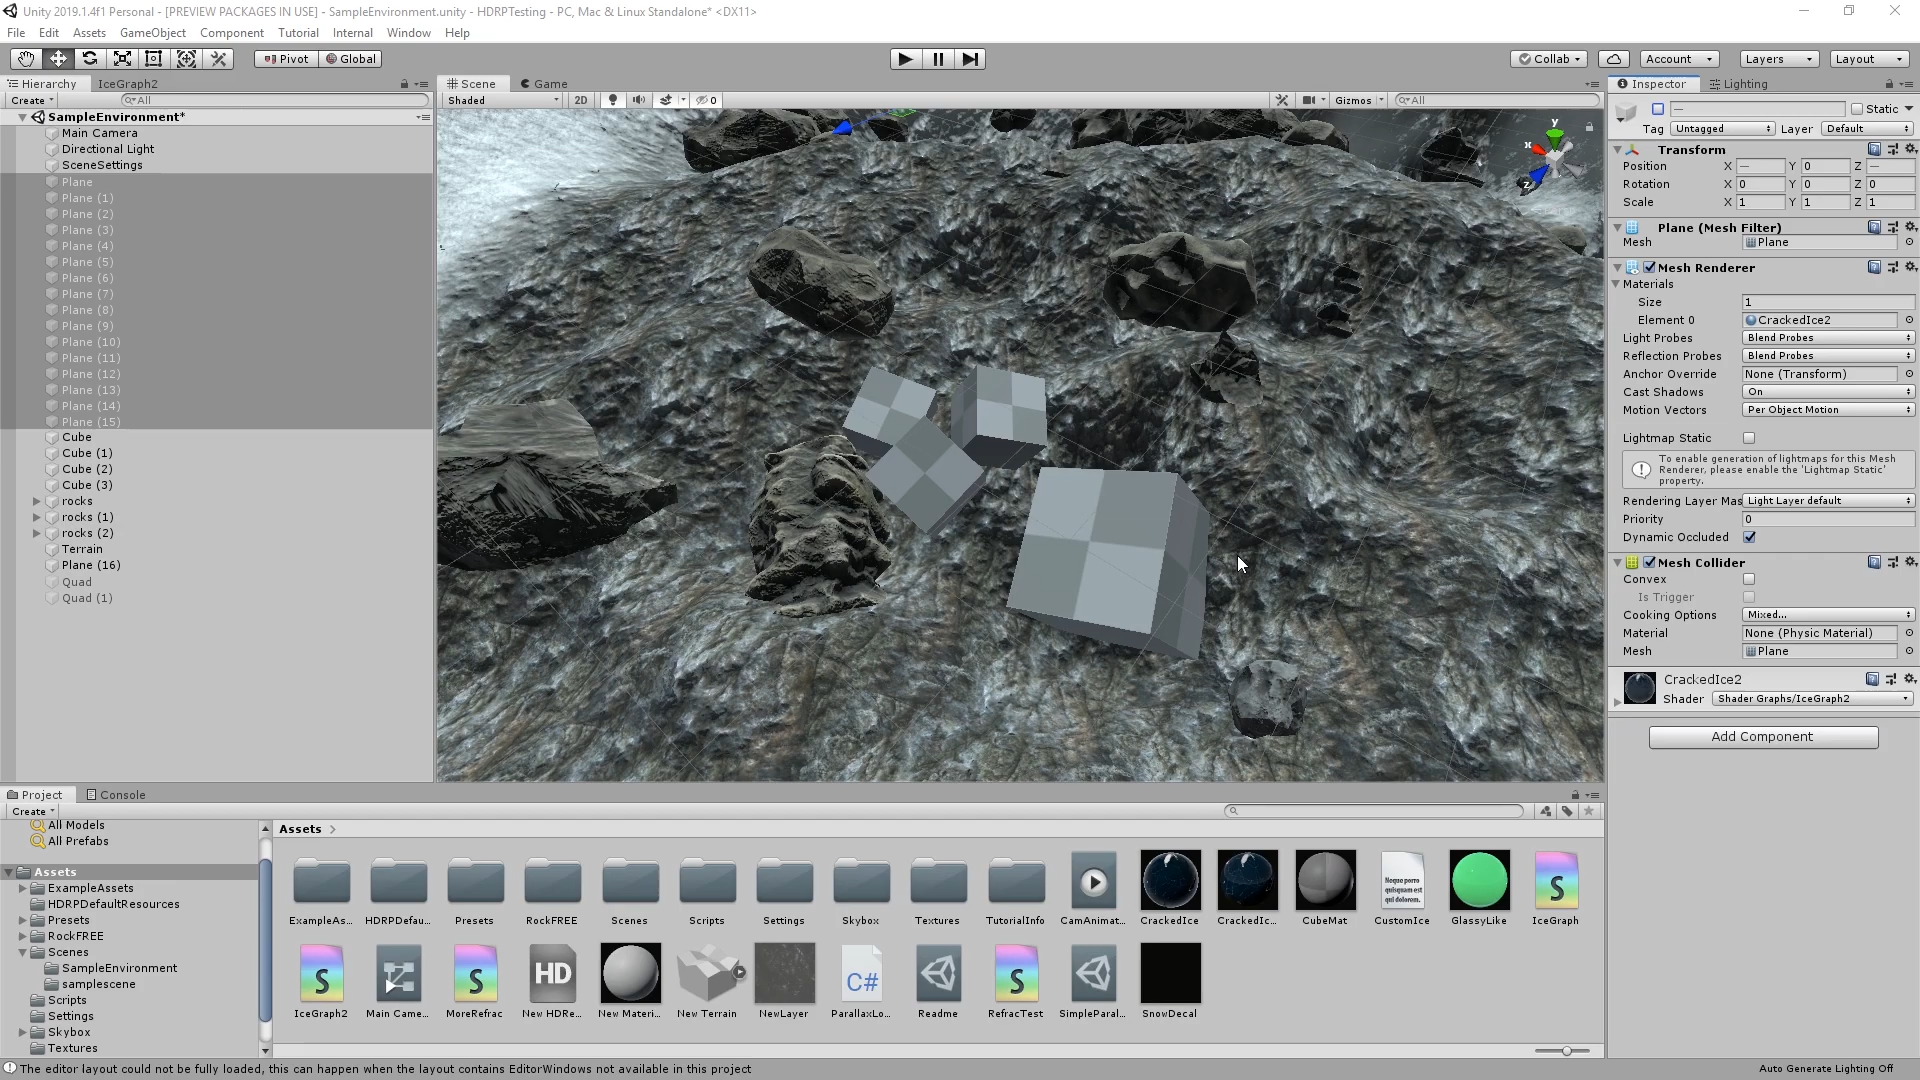 Unity 2019.1.4f1 Personal - [PREVIEW PACKAGES IN USE] - SampleEnvironment.unity - HDRPTesting - PC, Mac & Linux Standalone* <DX11>
File Edit Assets GameObject Component Tutorial Internal Window Help
Pivot Global Collab Account Layers Layout
Hierarchy IceGraph2 Scene Game Inspector Lighting
Create All Shaded 2D 0 Gizmos All
SampleEnvironment*
Main Camera
Directional Light
SceneSettings
Plane
Plane (1)
Plane (2)
Plane (3)
Plane (4)
Plane (5)
Plane (6)
Plane (7)
Plane (8)
Plane (9)
Plane (10)
Plane (11)
Plane (12)
Plane (13)
Plane (14)
Plane (15)
Cube
Cube (1)
Cube (2)
Cube (3)
rocks
rocks (1)
rocks (2)
Terrain
Plane (16)
Quad
Quad (1)
y
x
z
— Static
Tag Untagged Layer Default
Transform
Position X — Y 0 Z —
Rotation X 0 Y 0 Z 0
Scale X 1 Y 1 Z 1
Plane (Mesh Filter)
Mesh Plane
Mesh Renderer
Materials
Size 1
Element 0 CrackedIce2
Light Probes Blend Probes
Reflection Probes Blend Probes
Anchor Override None (Transform)
Cast Shadows On
Motion Vectors Per Object Motion
Lightmap Static
To enable generation of lightmaps for this Mesh
Renderer, please enable the 'Lightmap Static'
property.
Rendering Layer Mas Light Layer default
Priority 0
Dynamic Occluded
Mesh Collider
Convex
Is Trigger
Cooking Options Mixed...
Material None (Physic Material)
Mesh Plane
CrackedIce2
Shader Shader Graphs/IceGraph2
Add Component
Project Console
Create
All Models
All Prefabs
Assets
ExampleAssets
HDRPDefaultResources
Presets
RockFREE
Scenes
SampleEnvironment
samplescene
Scripts
Settings
Skybox
Textures
Assets
Neque porro
quisquam est
qui dolorem.
ExampleAs... HDRPDefau... Presets RockFREE Scenes Scripts Settings Skybox Textures TutorialInfo CamAnimat... CrackedIce CrackedIc... CubeMat CustomIce GlassyLike IceGraph
S S HD C# S S
IceGraph2 Main Came... MoreRefrac New HDRe... New Materi... New Terrain NewLayer ParallaxLo... Readme RefracTest SimpleParal... SnowDecal
The editor layout could not be fully loaded, this can happen when the layout contains EditorWindows not available in this project
Auto Generate Lighting Off